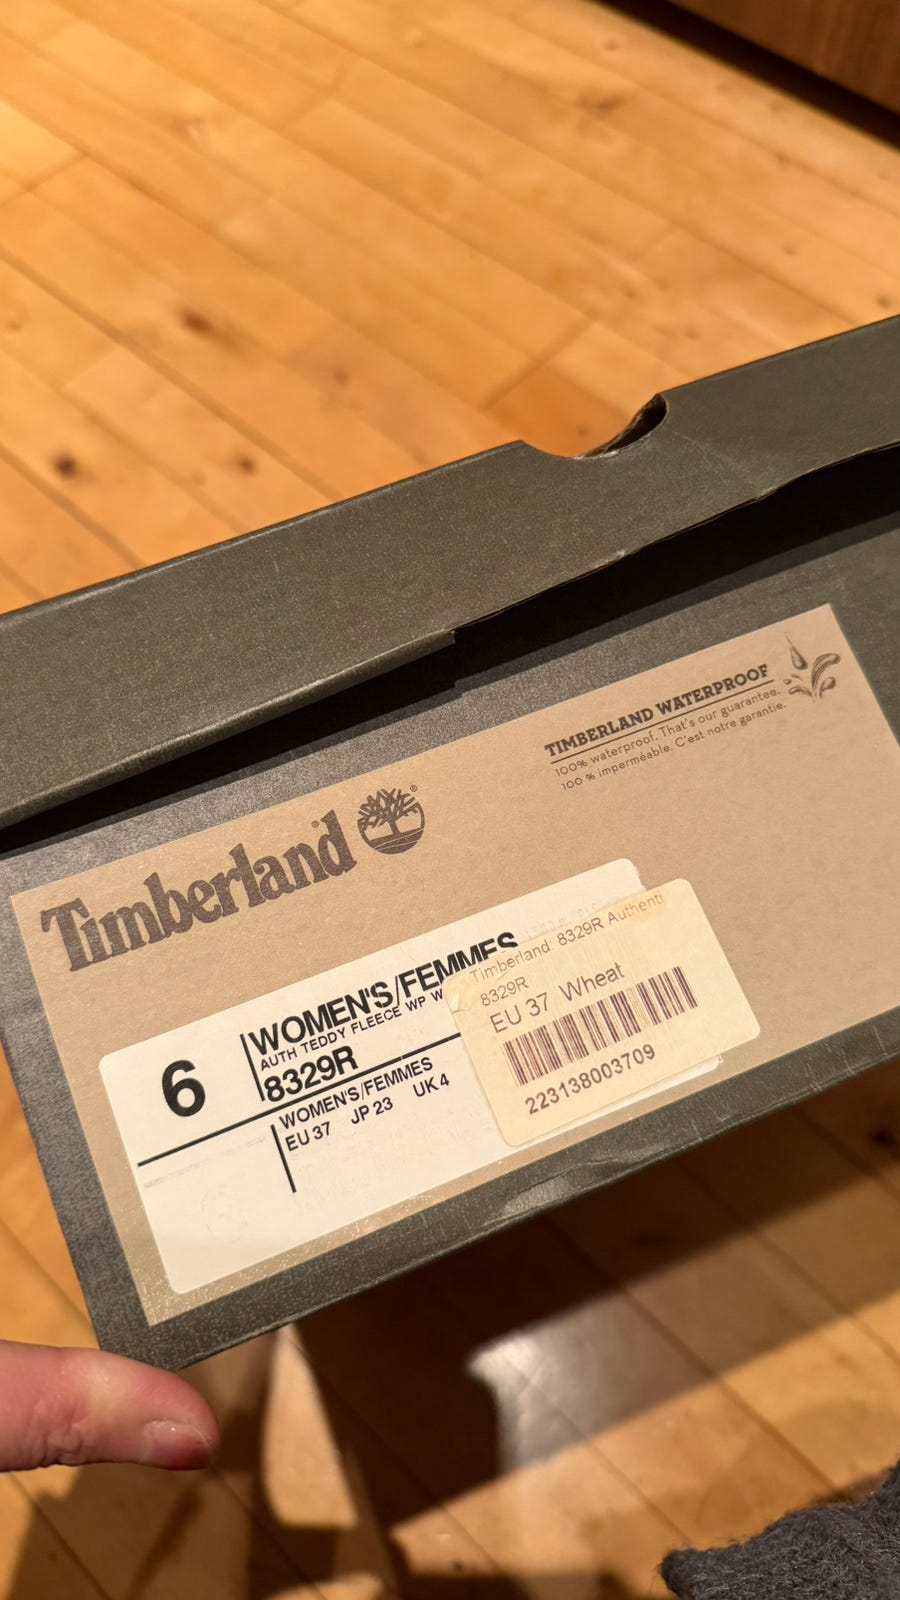 TIMBERLAND WATERPROOF
100% waterproof. That's our guarantee.
100 % imperméable. C'est notre garantie.
Timberland®
6
WOMEN'S/FEMMES
AUTH TEDDY FLEECE WP W
8329R
WOMEN'S/FEMMES
EU 37 JP 23 UK 4
Timberland 8329R Authenti
8329R
EU 37 Wheat
223138003709